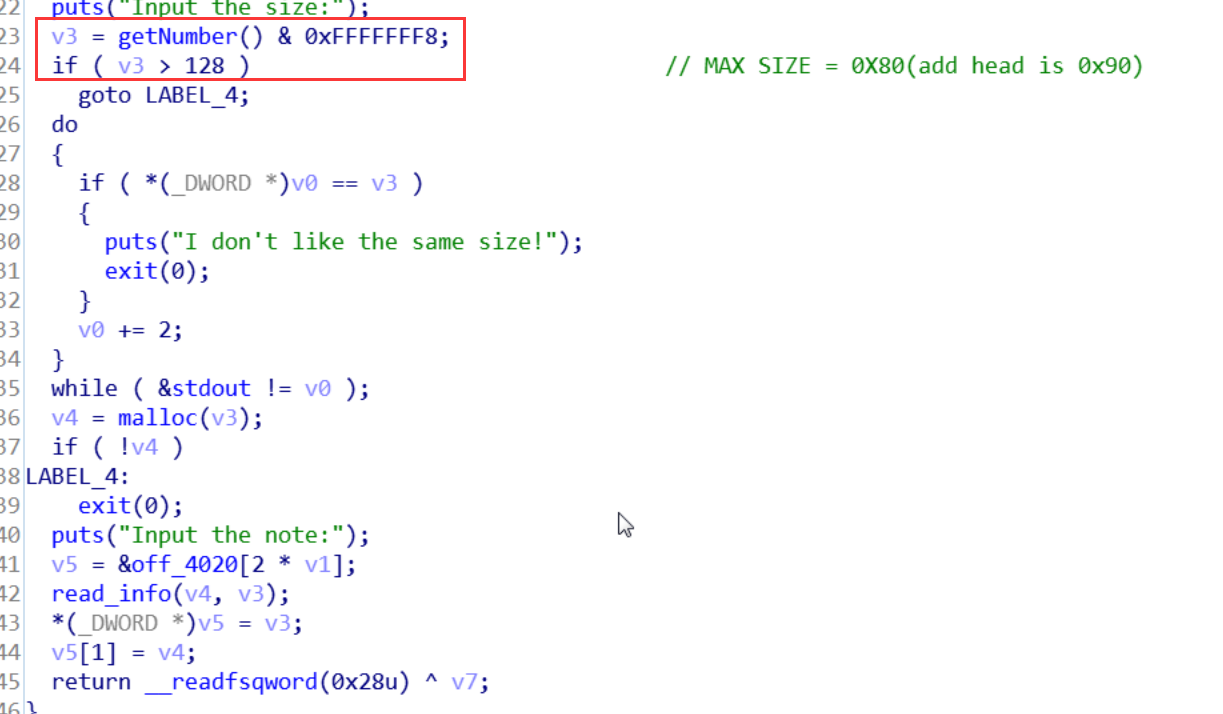 22 puts("Input the size:");
23 v3 = getNumber() & 0xFFFFFFF8;
24 if ( v3 > 128 ) // MAX SIZE = 0X80(add head is 0x90)
25 goto LABEL_4;
26 do
27 {
28 if ( *(_DWORD *)v0 == v3 )
29 {
30 puts("I don't like the same size!");
31 exit(0);
32 }
33 v0 += 2;
34 }
35 while ( &stdout != v0 );
36 v4 = malloc(v3);
37 if ( !v4 )
38 LABEL_4:
39 exit(0);
40 puts("Input the note:");
41 v5 = &off_4020[2 * v1];
42 read_info(v4, v3);
43 *(_DWORD *)v5 = v3;
44 v5[1] = v4;
45 return __readfsqword(0x28u) ^ v7;
46 }